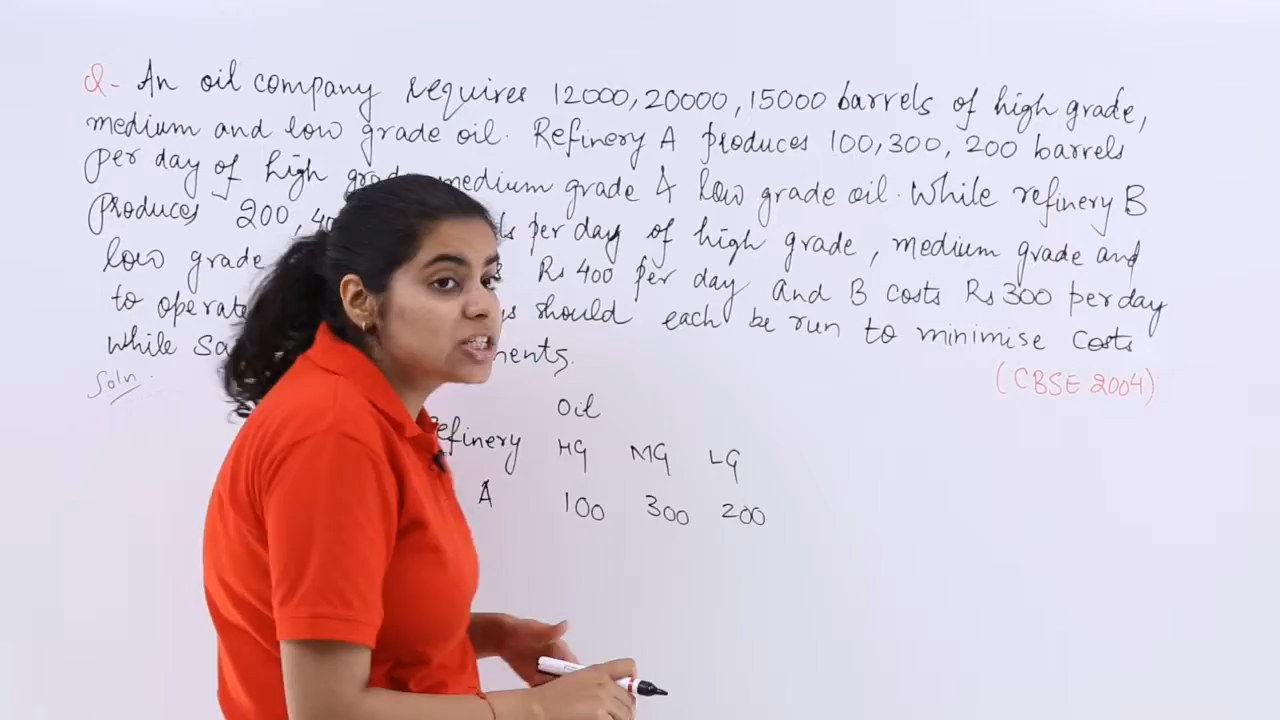 Q- An oil company requires 12000, 20000, 15000 barrels of high grade,
medium and low grade oil. Refinery A produces 100, 300, 200 barrels
per day of high medium grade & low grade oil. While refinery B
produces 200, per day of high grade, medium grade and
low grade Rs 400 per day and B costs Rs 300 per day
to operate should each be run to minimise costs
while
Soln. (CBSE 2004)
Oil
HG MG LG
A 100 300 200